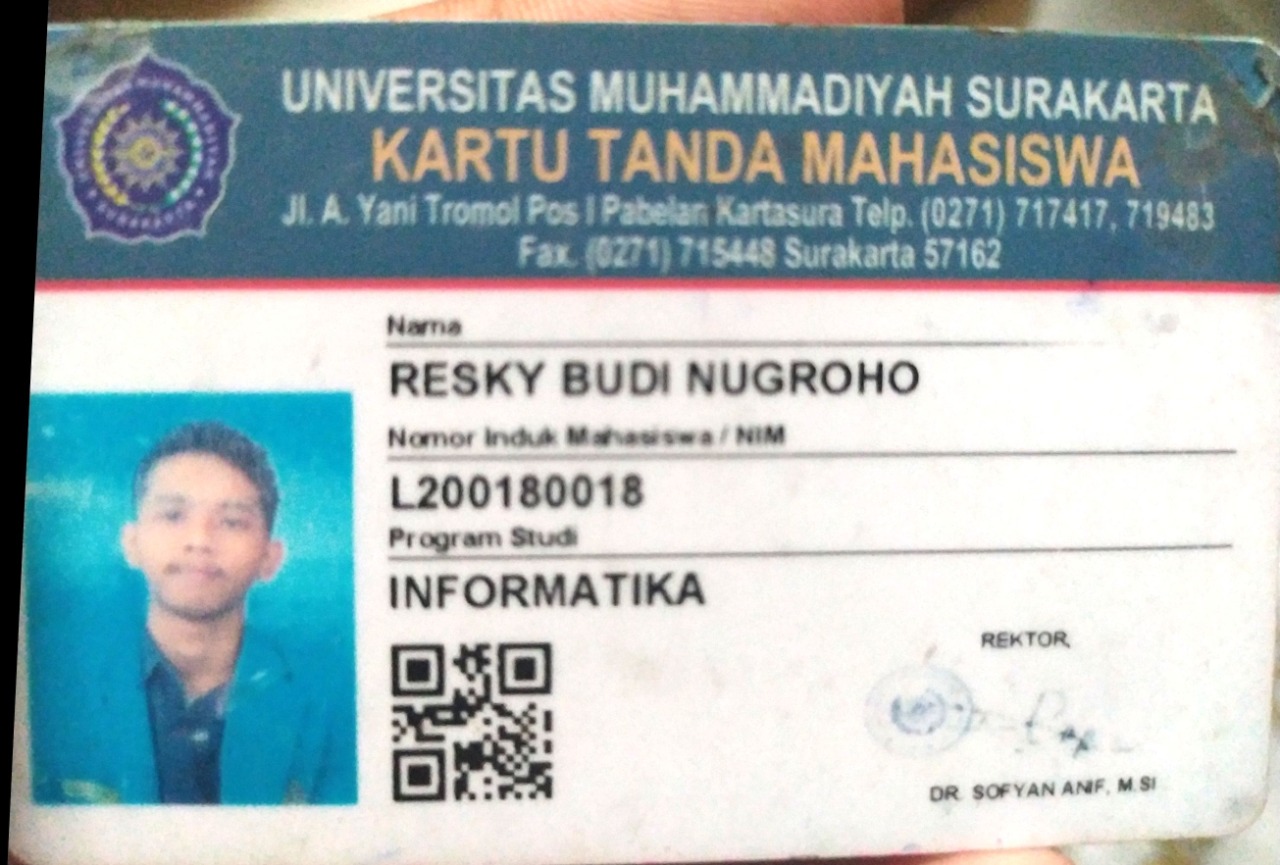 UNIVERSITAS MUHAMMADIYAH SURAKARTA
KARTU TANDA MAHASISWA
Jl. A. Yani Tromol Pos I Pabelan Kartasura Telp. (0271) 717417, 719483
Fax. (0271) 715448 Surakarta 57162
Nama
RESKY BUDI NUGROHO
Nomor Induk Mahasiswa / NIM
L200180018
Program Studi
INFORMATIKA
REKTOR,
DR. SOFYAN ANIF, M.SI